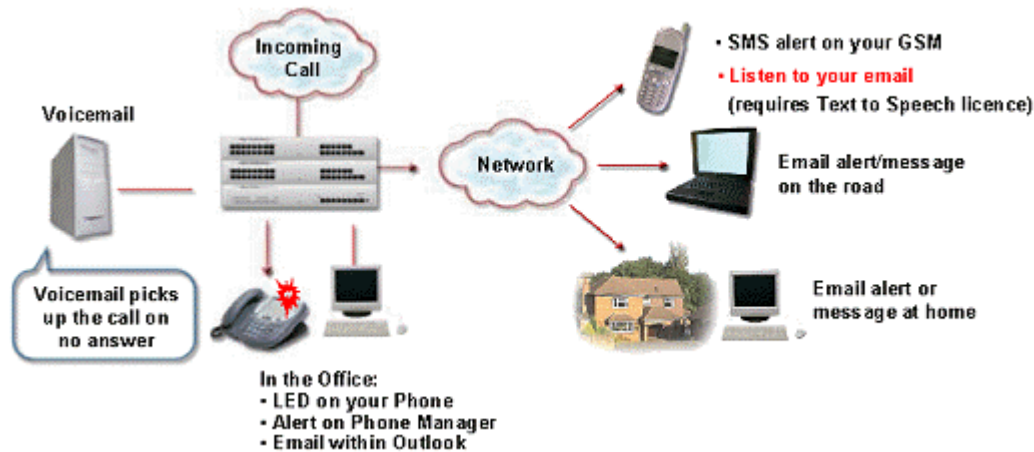 Incoming
Call
Voicemail
Voicemail picks
up the call on
no answer
In the Office:
• LED on your Phone
• Alert on Phone Manager
• Email within Outlook
Network
• SMS alert on your GSM
• Listen to your email
(requires Text to Speech licence)
Email alert/message
on the road
Email alert or
message at home